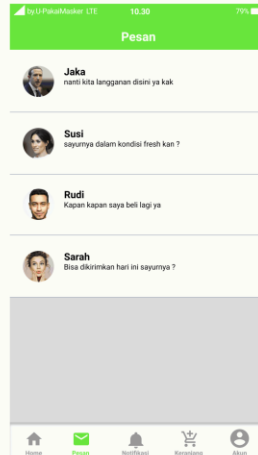 by.U-PakaiMasker LTE 10.30 79%
Pesan
Jaka
nanti kita langganan disini ya kak
Susi
sayurnya dalam kondisi fresh kan ?
Rudi
Kapan kapan saya beli lagi ya
Sarah
Bisa dikirimkan hari ini sayurnya ?
Home Pesan Notifikasi Keranjang Akun